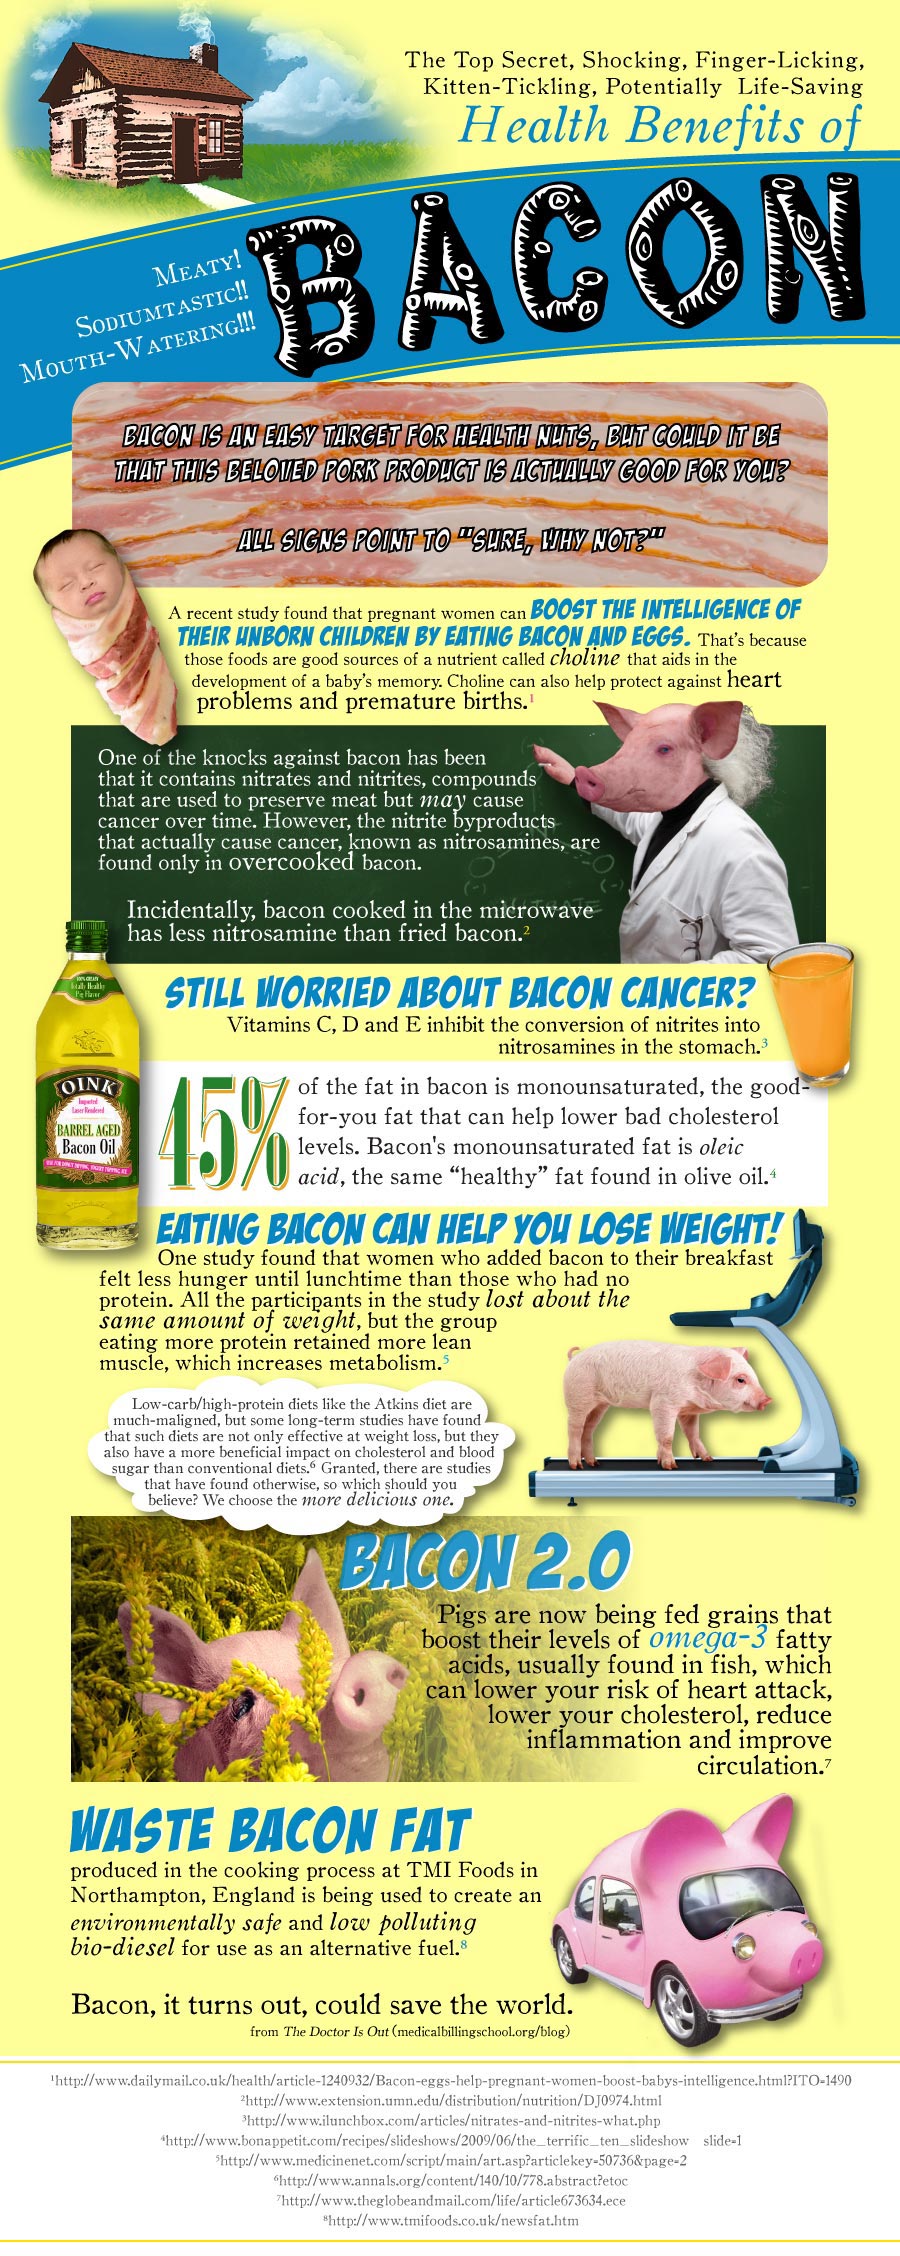 The Top Secret, Shocking, Finger-Licking,
Kitten-Tickling, Potentially Life-Saving
Health Benefits of
BACON
MEATY!
SODIUMTASTIC!!
MOUTH-WATERING!!!
BACON IS AN EASY TARGET FOR HEALTH NUTS, BUT COULD IT BE
THAT THIS BELOVED PORK PRODUCT IS ACTUALLY GOOD FOR YOU?
ALL SIGNS POINT TO "SURE, WHY NOT?"
A recent study found that pregnant women can BOOST THE INTELLIGENCE OF
THEIR UNBORN CHILDREN BY EATING BACON AND EGGS. That's because
those foods are good sources of a nutrient called choline that aids in the
development of a baby's memory. Choline can also help protect against heart
problems and premature births.1
One of the knocks against bacon has been
that it contains nitrates and nitrites, compounds
that are used to preserve meat but may cause
cancer over time. However, the nitrite byproducts
that actually cause cancer, known as nitrosamines, are
found only in overcooked bacon.
NITRATE
Incidentally, bacon cooked in the microwave
has less nitrosamine than fried bacon.2
STILL WORRIED ABOUT BACON CANCER?
Vitamins C, D and E inhibit the conversion of nitrites into
nitrosamines in the stomach.3
100% GREASY
Totally Healthy
Pig Flavor
OINK
Imported
Laser Rendered
BARREL AGED
Bacon Oil
45%
of the fat in bacon is monounsaturated, the good-
for-you fat that can help lower bad cholesterol
levels. Bacon's monounsaturated fat is oleic
acid, the same “healthy” fat found in olive oil.4
EATING BACON CAN HELP YOU LOSE WEIGHT!
One study found that women who added bacon to their breakfast
felt less hunger until lunchtime than those who had no
protein. All the participants in the study lost about the
same amount of weight, but the group
eating more protein retained more lean
muscle, which increases metabolism.5
Low-carb/high-protein diets like the Atkins diet are
much-maligned, but some long-term studies have found
that such diets are not only effective at weight loss, but they
also have a more beneficial impact on cholesterol and blood
sugar than conventional diets.6 Granted, there are studies
that have found otherwise, so which should you
believe? We choose the more delicious one.
BACON 2.0
Pigs are now being fed grains that
boost their levels of omega-3 fatty
acids, usually found in fish, which
can lower your risk of heart attack,
lower your cholesterol, reduce
inflammation and improve
circulation.7
WASTE BACON FAT
produced in the cooking process at TMI Foods in
Northampton, England is being used to create an
environmentally safe and low polluting
bio-diesel for use as an alternative fuel.8
Bacon, it turns out, could save the world.
from The Doctor Is Out (medicalbillingschool.org/blog)
1http://www.dailymail.co.uk/health/article-1240932/Bacon-eggs-help-pregnant-women-boost-babys-intelligence.html?ITO=1490
2http://www.extension.umn.edu/distribution/nutrition/DJ0974.html
3http://www.ilunchbox.com/articles/nitrates-and-nitrites-what.php
4http://www.bonappetit.com/recipes/slideshows/2009/06/the_terrific_ten_slideshow slide=1
5http://www.medicinenet.com/script/main/art.asp?articlekey=50736&page=2
6http://www.annals.org/content/140/10/778.abstract?etoc
7http://www.theglobeandmail.com/life/article673634.ece
8http://www.tmifoods.co.uk/newsfat.htm